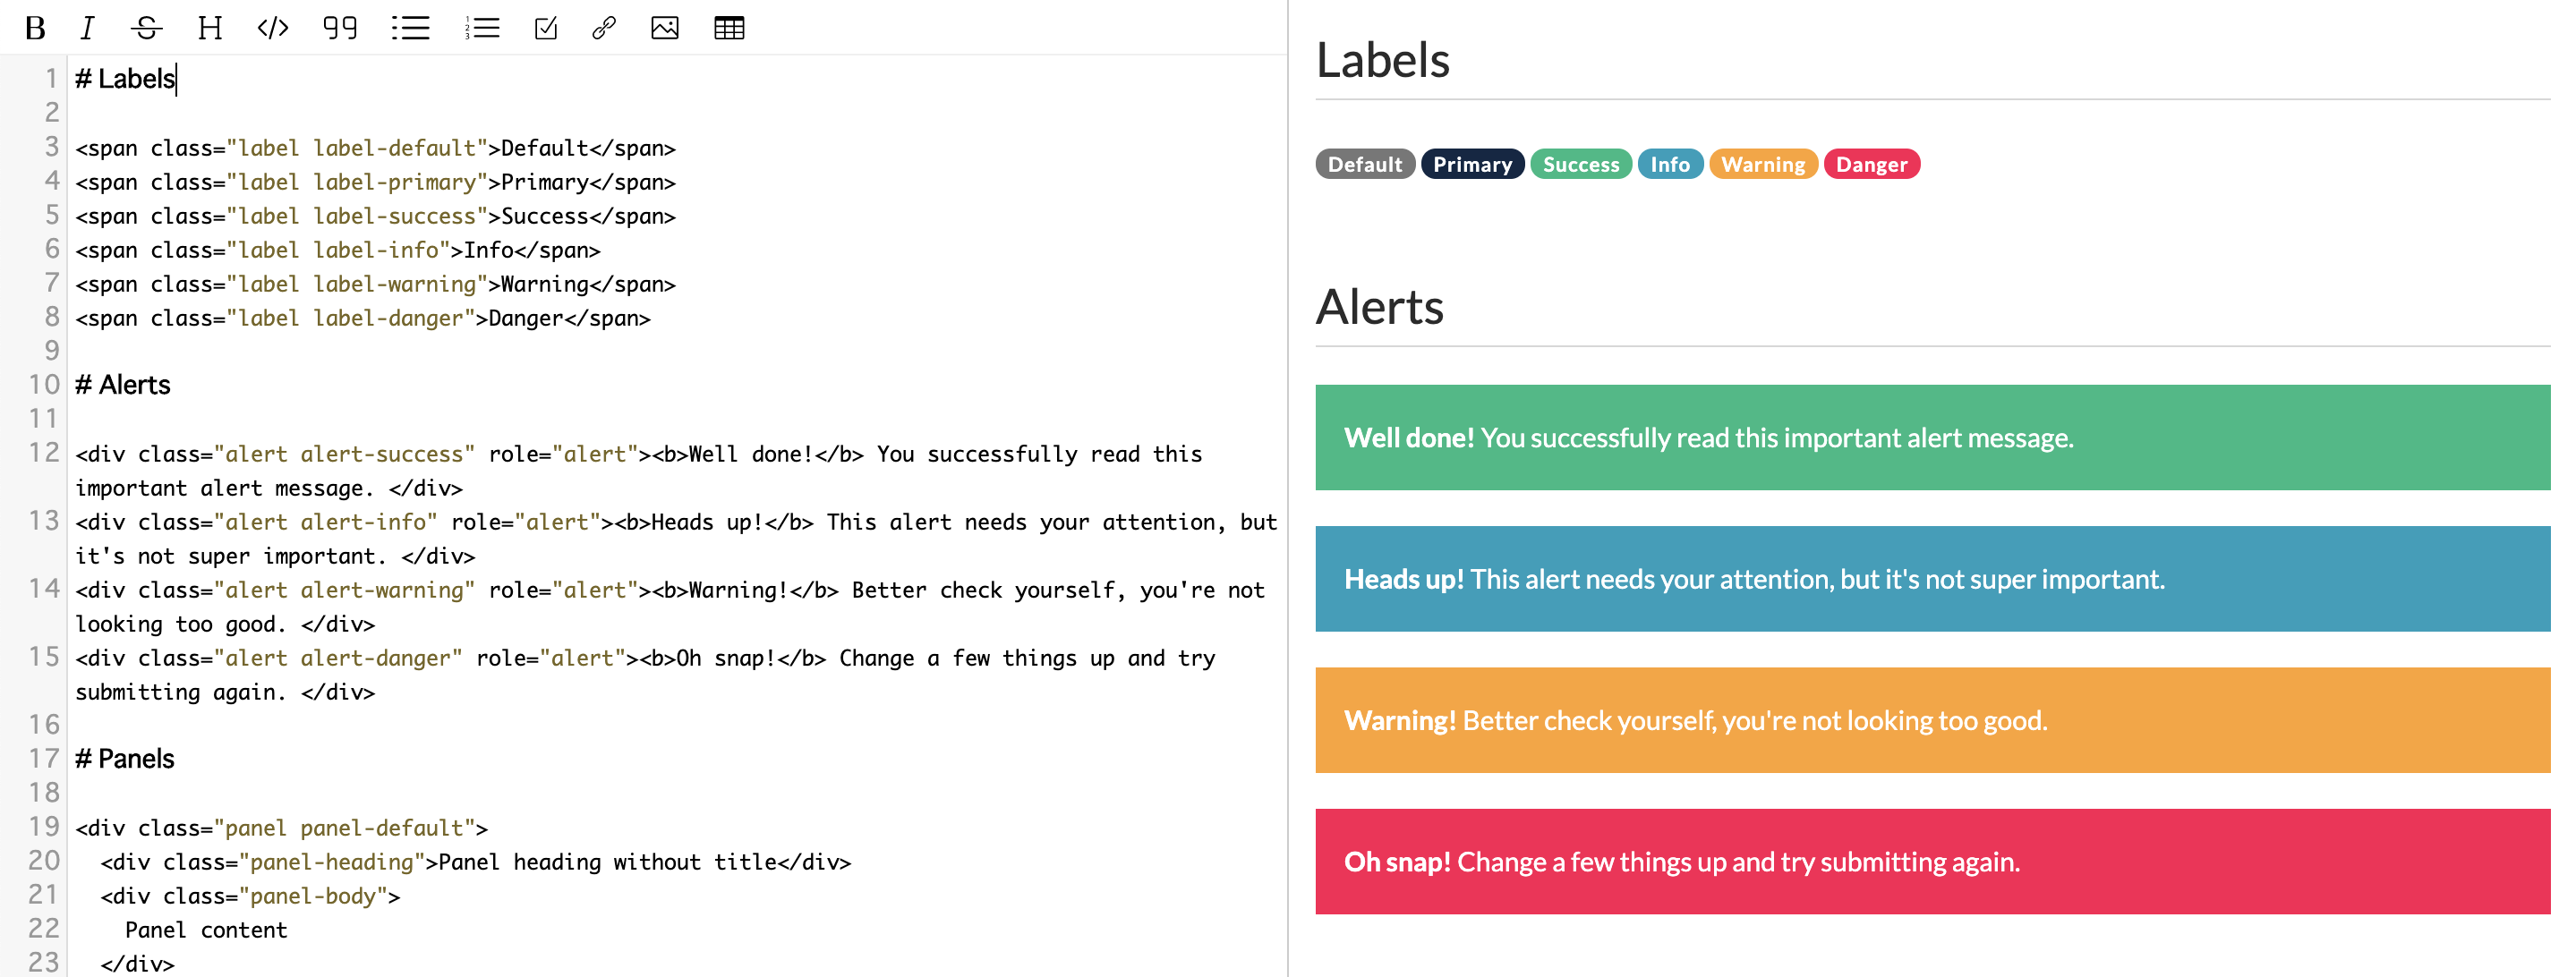 B I S H </> 99
1 # Labels
2
3 <span class="label label-default">Default</span>
4 <span class="label label-primary">Primary</span>
5 <span class="label label-success">Success</span>
6 <span class="label label-info">Info</span>
7 <span class="label label-warning">Warning</span>
8 <span class="label label-danger">Danger</span>
9
10 # Alerts
11
12 <div class="alert alert-success" role="alert"><b>Well done!</b> You successfully read this
important alert message. </div>
13 <div class="alert alert-info" role="alert"><b>Heads up!</b> This alert needs your attention, but
it's not super important. </div>
14 <div class="alert alert-warning" role="alert"><b>Warning!</b> Better check yourself, you're not
looking too good. </div>
15 <div class="alert alert-danger" role="alert"><b>Oh snap!</b> Change a few things up and try
submitting again. </div>
16
17 # Panels
18
19 <div class="panel panel-default">
20   <div class="panel-heading">Panel heading without title</div>
21   <div class="panel-body">
22     Panel content
23   </div>
Labels
Default Primary Success Info Warning Danger
Alerts
Well done! You successfully read this important alert message.
Heads up! This alert needs your attention, but it's not super important.
Warning! Better check yourself, you're not looking too good.
Oh snap! Change a few things up and try submitting again.